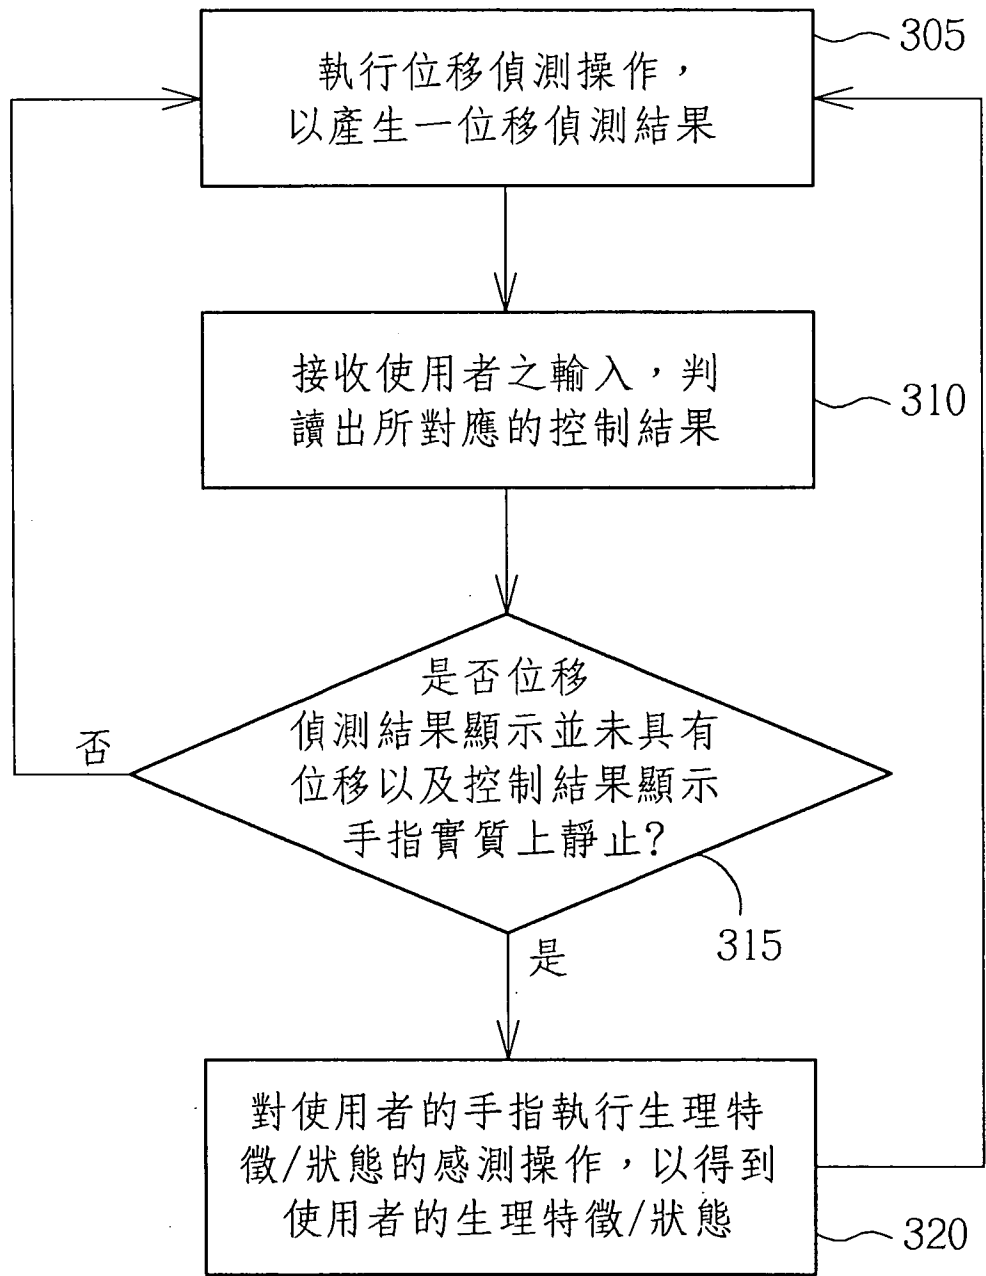 執行位移偵測操作，
以產生一位移偵測結果
305
接收使用者之輸入，判
讀出所對應的控制結果
310
是否位移
偵測結果顯示並未具有
位移以及控制結果顯示
手指實質上靜止?
否
315
是
對使用者的手指執行生理特
徵/狀態的感測操作，以得到
使用者的生理特徵/狀態
320